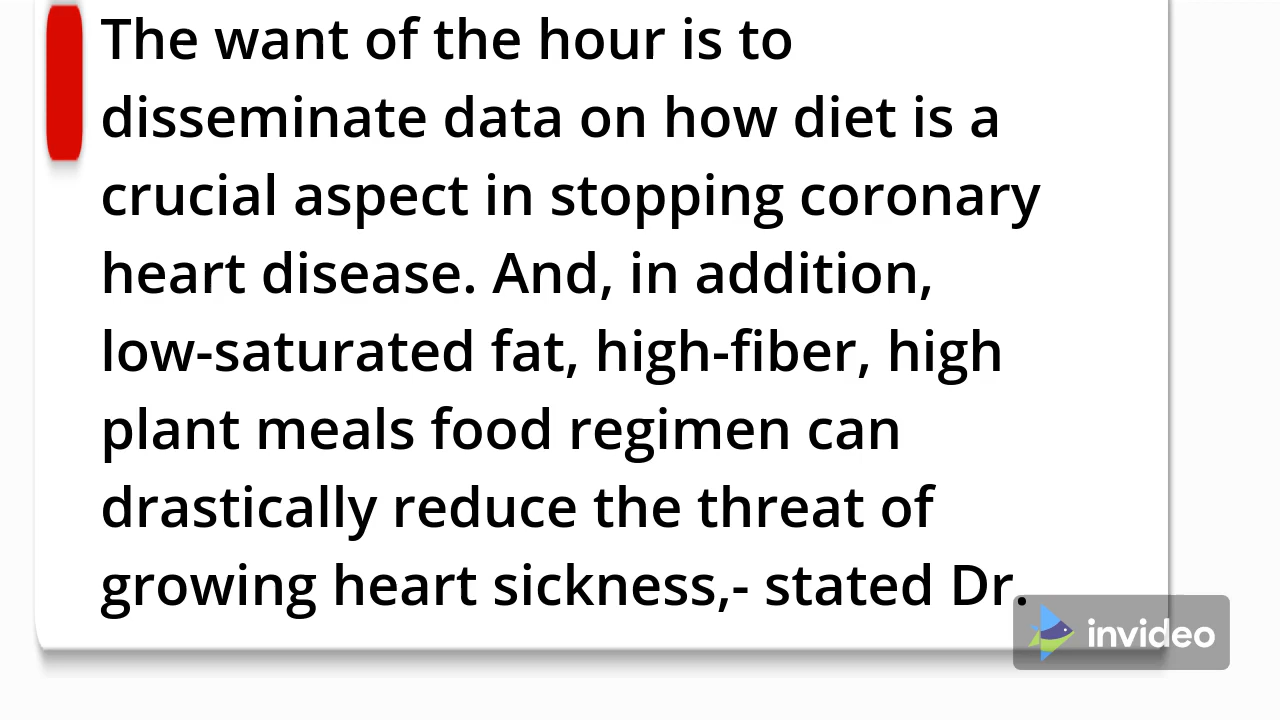 The want of the hour is to
disseminate data on how diet is a
crucial aspect in stopping coronary
heart disease. And, in addition,
low-saturated fat, high-fiber, high
plant meals food regimen can
drastically reduce the threat of
growing heart sickness,- stated Dr.
invideo